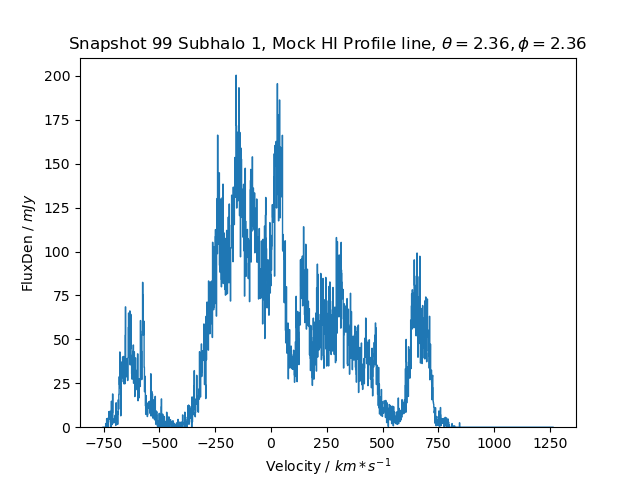 Snapshot 99 Subhalo 1, Mock HI Profile line, θ = 2.36, ϕ = 2.36
FluxDen / mJy
200
175
150
125
100
75
50
25
0
−750 −500 −250 0 250 500 750 1000 1250
Velocity / km * s⁻¹